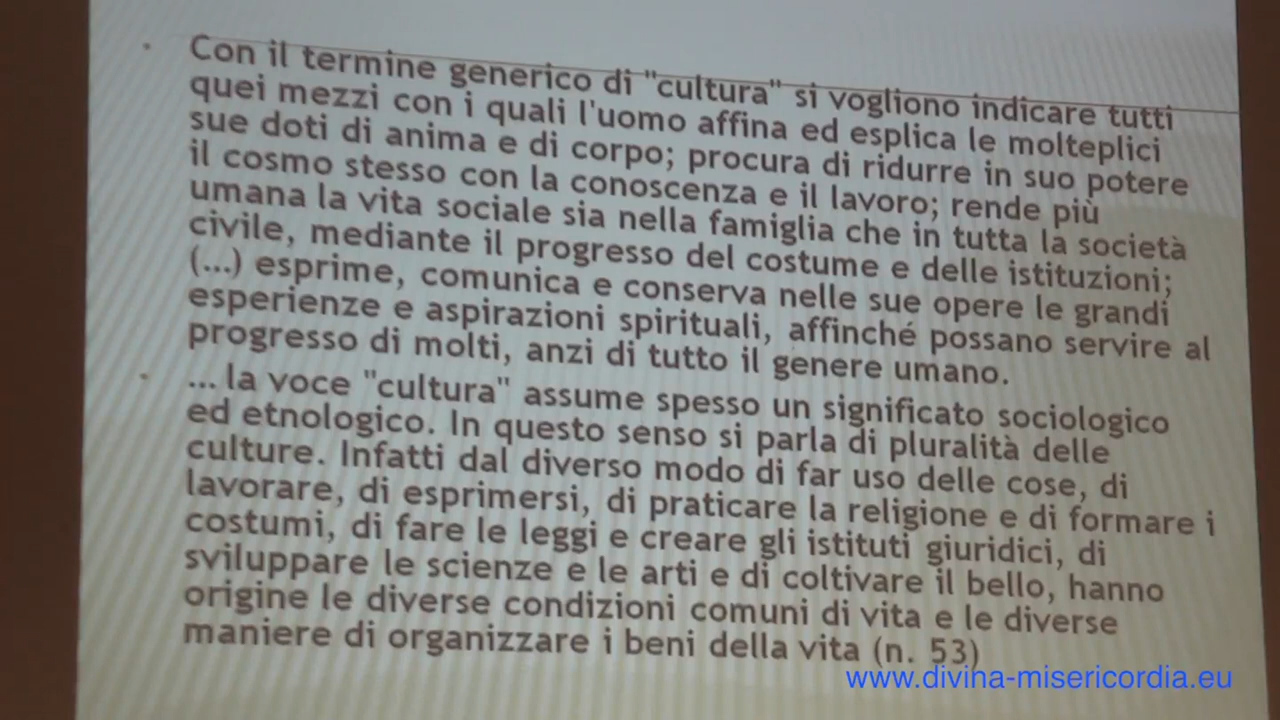 Con il termine generico di "cultura" si vogliono indicare tutti
quei mezzi con i quali l'uomo affina ed esplica le molteplici
sue doti di anima e di corpo; procura di ridurre in suo potere
il cosmo stesso con la conoscenza e il lavoro; rende più
umana la vita sociale sia nella famiglia che in tutta la società
civile, mediante il progresso del costume e delle istituzioni;
(...) esprime, comunica e conserva nelle sue opere le grandi
esperienze e aspirazioni spirituali, affinché possano servire al
progresso di molti, anzi di tutto il genere umano.
... la voce "cultura" assume spesso un significato sociologico
ed etnologico. In questo senso si parla di pluralità delle
culture. Infatti dal diverso modo di far uso delle cose, di
lavorare, di esprimersi, di praticare la religione e di formare i
costumi, di fare le leggi e creare gli istituti giuridici, di
sviluppare le scienze e le arti e di coltivare il bello, hanno
origine le diverse condizioni comuni di vita e le diverse
maniere di organizzare i beni della vita (n. 53)
www.divina-misericordia.eu